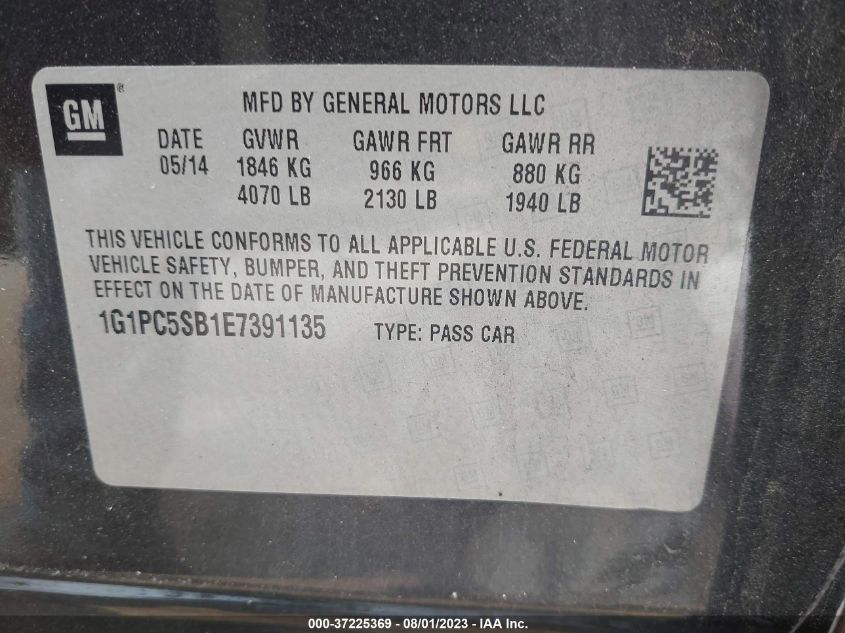 GM®
MFD BY GENERAL MOTORS LLC
DATE GVWR GAWR FRT GAWR RR
05/14 1846 KG 966 KG 880 KG
4070 LB 2130 LB 1940 LB
THIS VEHICLE CONFORMS TO ALL APPLICABLE U.S. FEDERAL MOTOR
VEHICLE SAFETY, BUMPER, AND THEFT PREVENTION STANDARDS IN
EFFECT ON THE DATE OF MANUFACTURE SHOWN ABOVE.
1G1PC5SB1E7391135 TYPE: PASS CAR
000-37225369 - 08/01/2023 - IAA Inc.